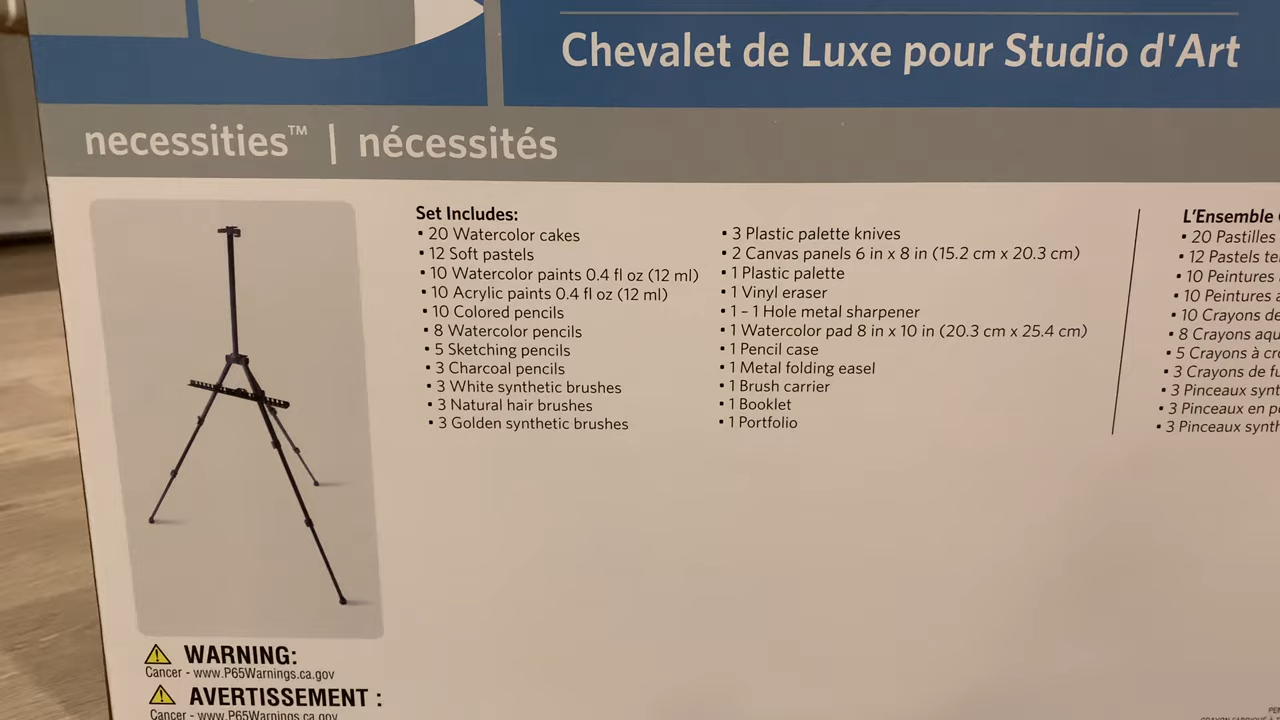 Chevalet de Luxe pour Studio d'Art
necessities™ | nécessités
Set Includes:
• 20 Watercolor cakes
• 12 Soft pastels
• 10 Watercolor paints 0.4 fl oz (12 ml)
• 10 Acrylic paints 0.4 fl oz (12 ml)
• 10 Colored pencils
• 8 Watercolor pencils
• 5 Sketching pencils
• 3 Charcoal pencils
• 3 White synthetic brushes
• 3 Natural hair brushes
• 3 Golden synthetic brushes
• 3 Plastic palette knives
• 2 Canvas panels 6 in x 8 in (15.2 cm x 20.3 cm)
• 1 Plastic palette
• 1 Vinyl eraser
• 1 – 1 Hole metal sharpener
• 1 Watercolor pad 8 in x 10 in (20.3 cm x 25.4 cm)
• 1 Pencil case
• 1 Metal folding easel
• 1 Brush carrier
• 1 Booklet
• 1 Portfolio
L'Ensemble
• 20 Pastilles
• 12 Pastels
• 10 Peintures
• 10 Peintures
• 10 Crayons de
• 8 Crayons
• 5 Crayons à
• 3 Crayons de
• 3 Pinceaux
• 3 Pinceaux en
• 3 Pinceaux
WARNING:
Cancer - www.P65Warnings.ca.gov
AVERTISSEMENT :
Cancer - www.P65Warnings.ca.gov